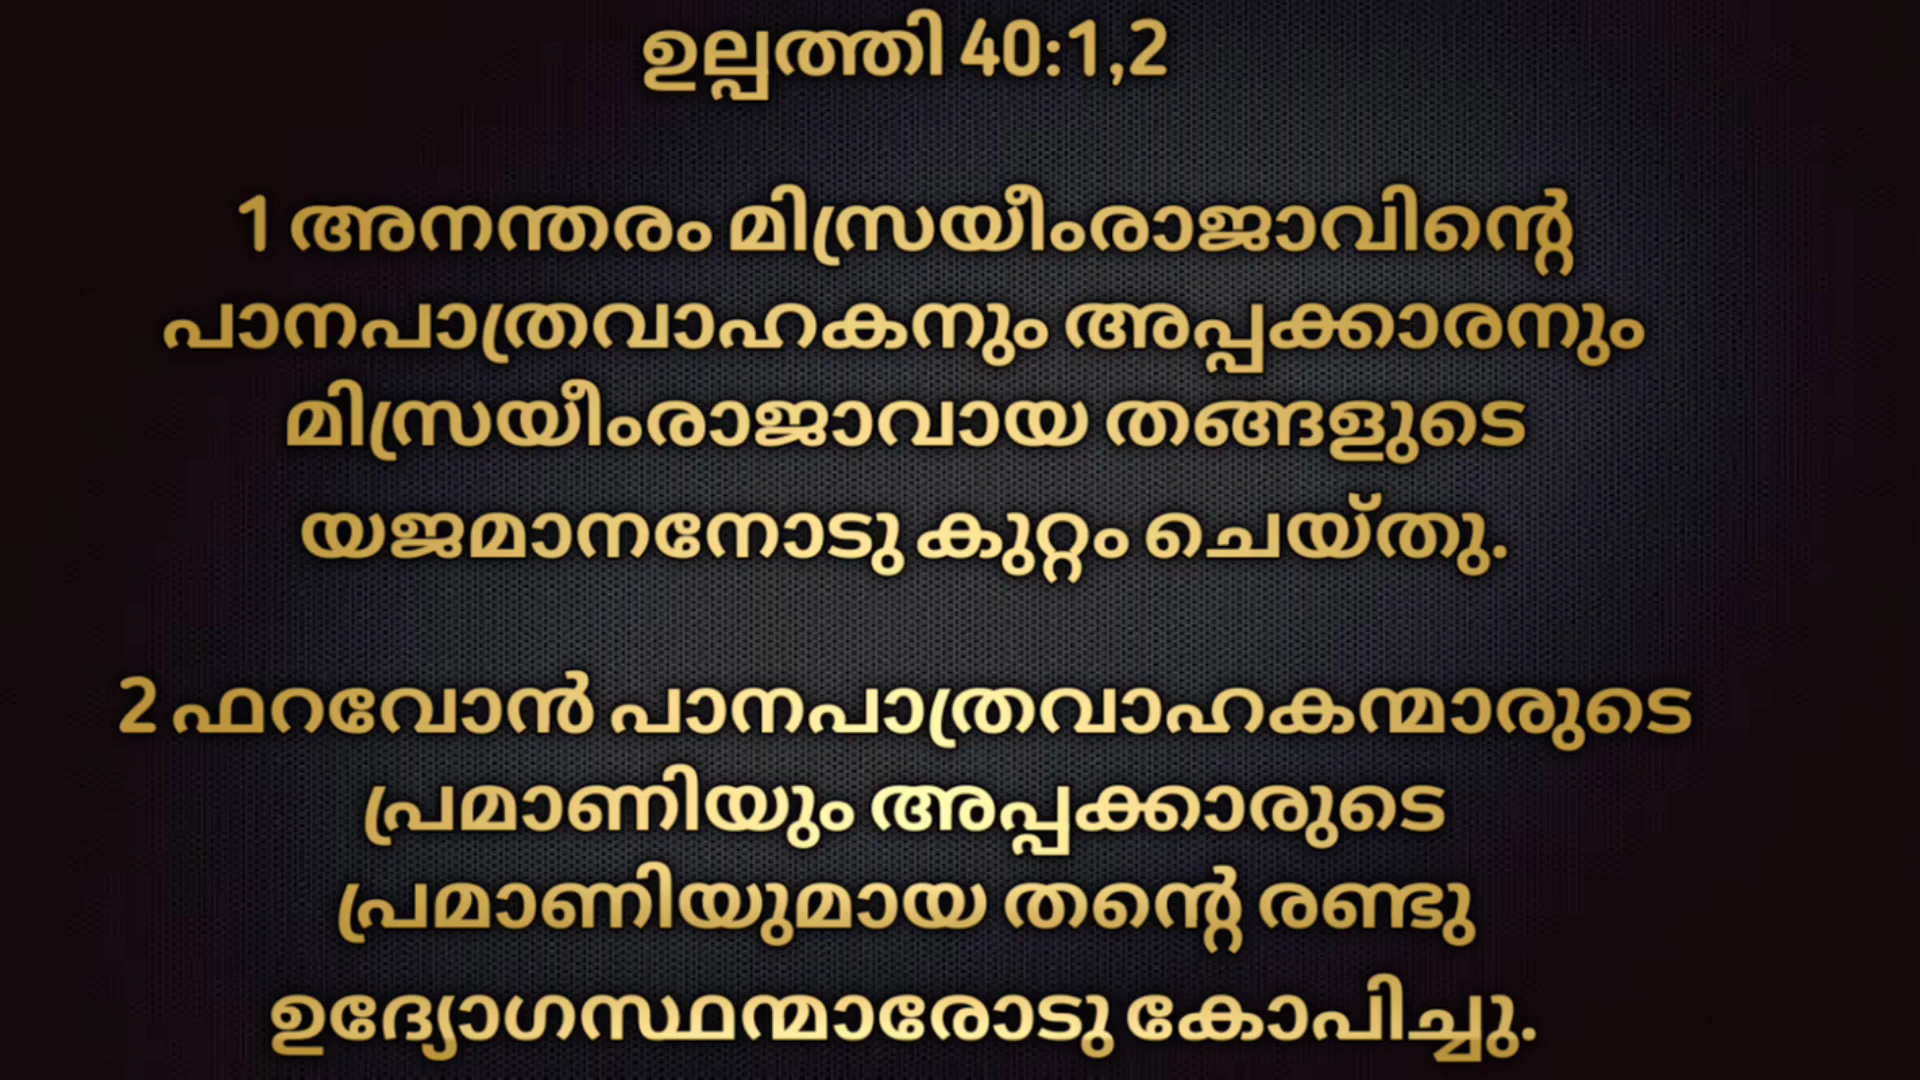 ഉല്പത്തി 40:1,2
1 അനന്തരം മിസ്രയീംരാജാവിന്റെ
പാനപാത്രവാഹകനും അപ്പക്കാരനും
മിസ്രയീംരാജാവായ തങ്ങളുടെ
യജമാനനോടു കുറ്റം ചെയ്തു.
2 ഫറവോൻ പാനപാത്രവാഹകന്മാരുടെ
പ്രമാണിയും അപ്പക്കാരുടെ
പ്രമാണിയുമായ തന്റെ രണ്ടു
ഉദ്യോഗസ്ഥന്മാരോടു കോപിച്ചു.